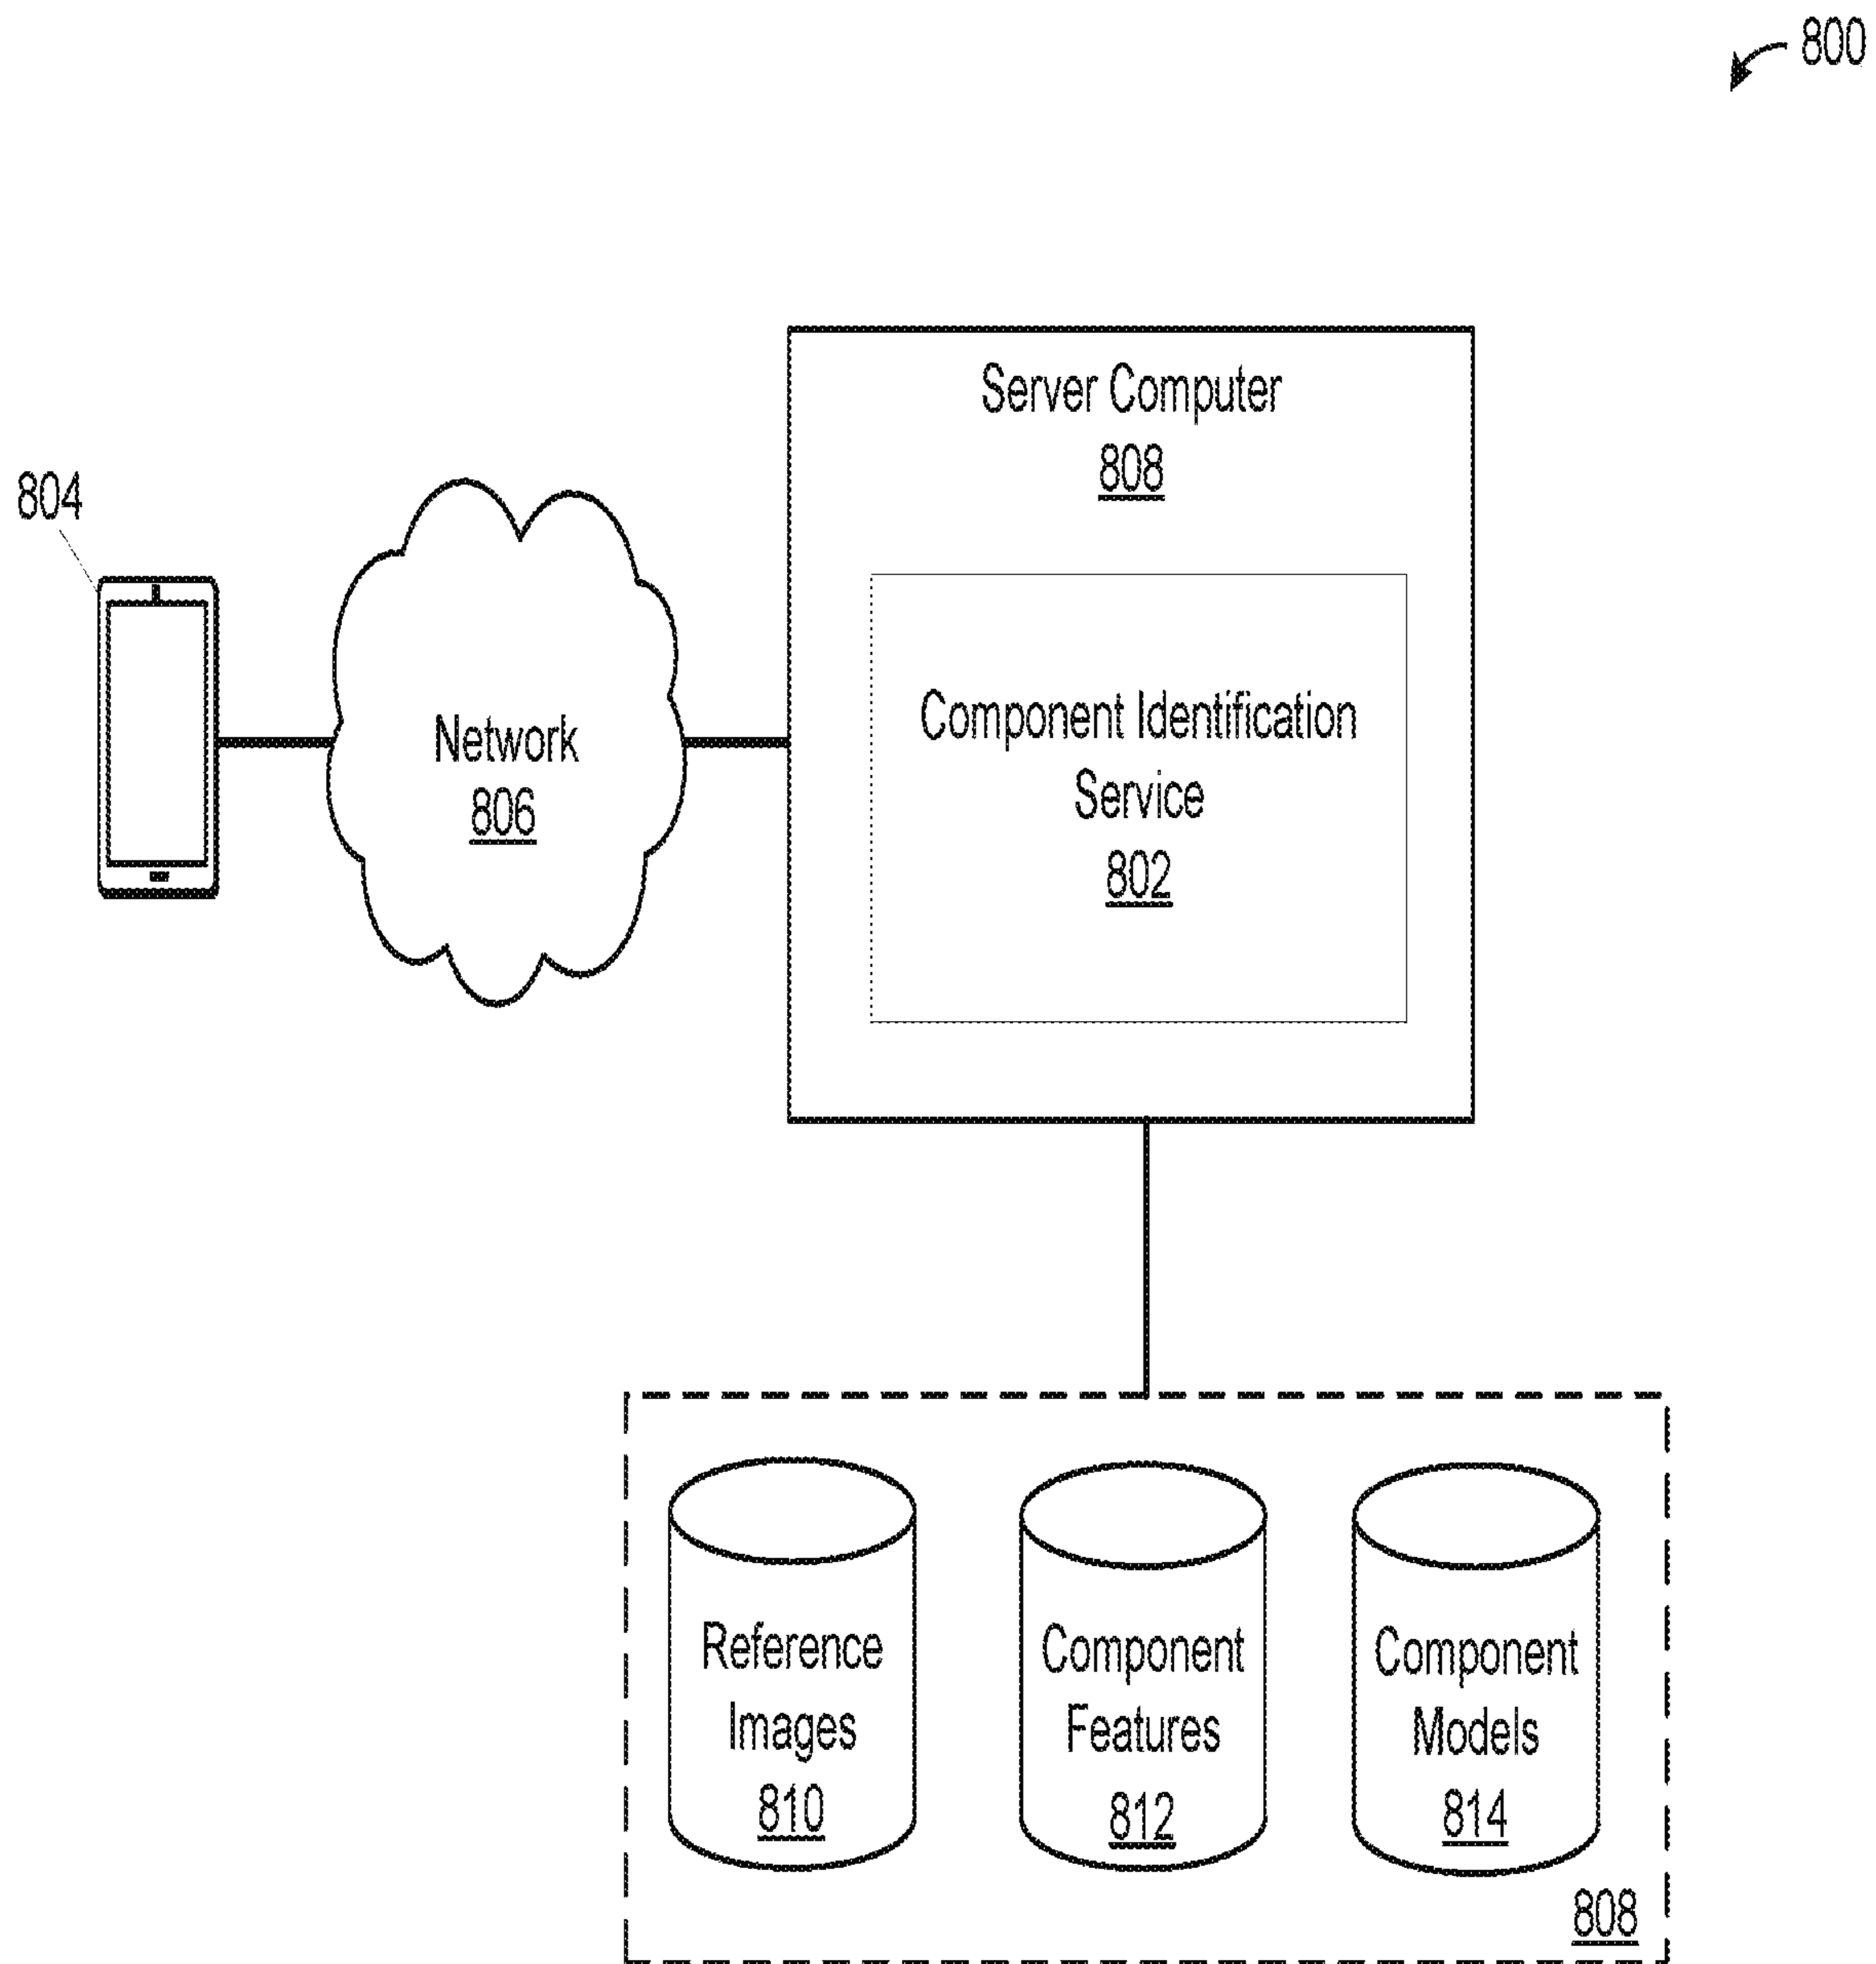 800
Server Computer
808
804
Component Identification
Service
802
Network
806
Reference
Images
810
Component
Features
812
Component
Models
814
808